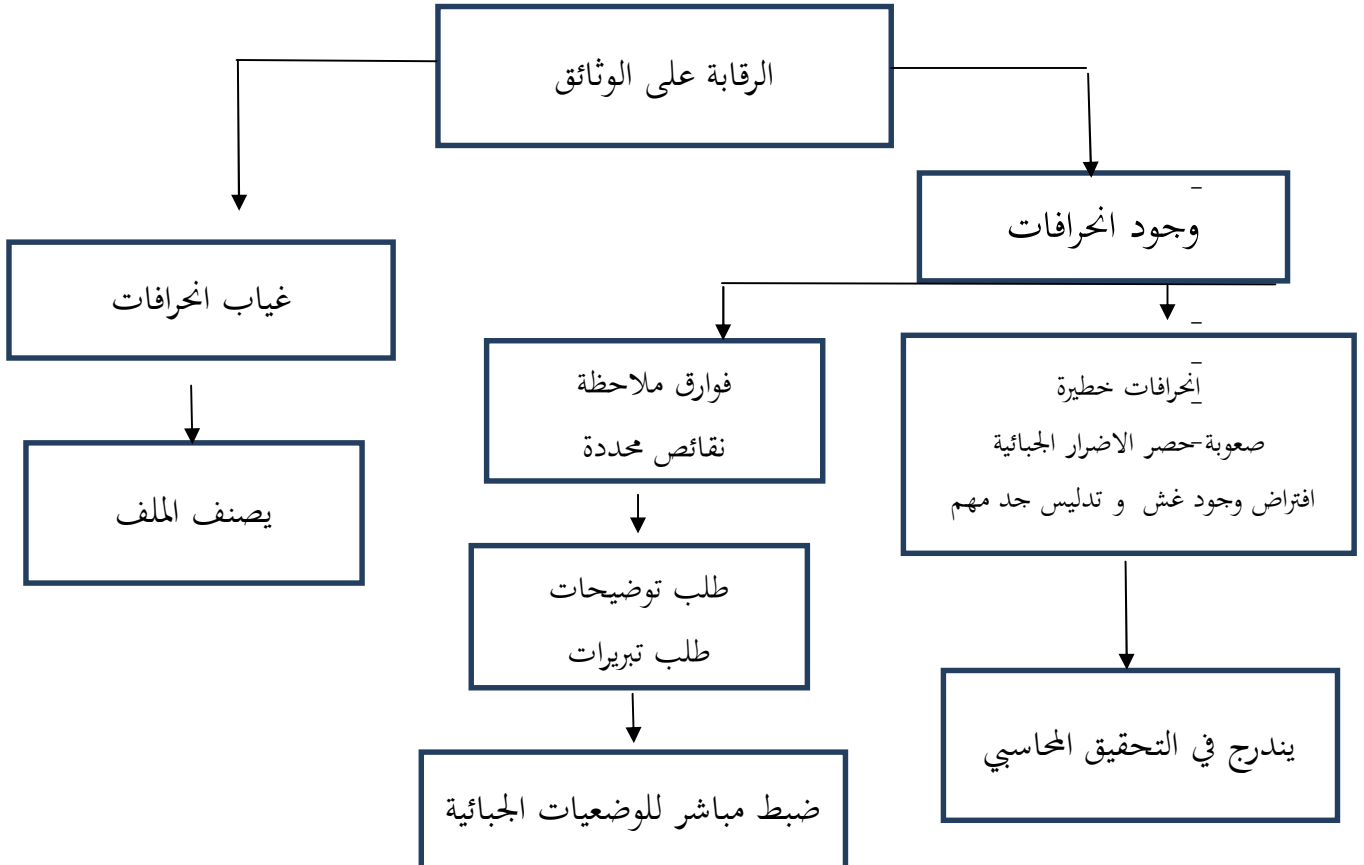 الرقابة على الوثائق
وجود انحرافات
غياب انحرافات
فوارق ملاحظة
نقائص محددة
انحرافات خطيرة
صعوبة حصر الاضرار الجبائية
افتراض وجود غش و تدليس جد مهم
يصنف الملف
طلب توضيحات
طلب تبريرات
يندرج في التحقيق المحاسبي
ضبط مباشر للوضعيات الجبائية